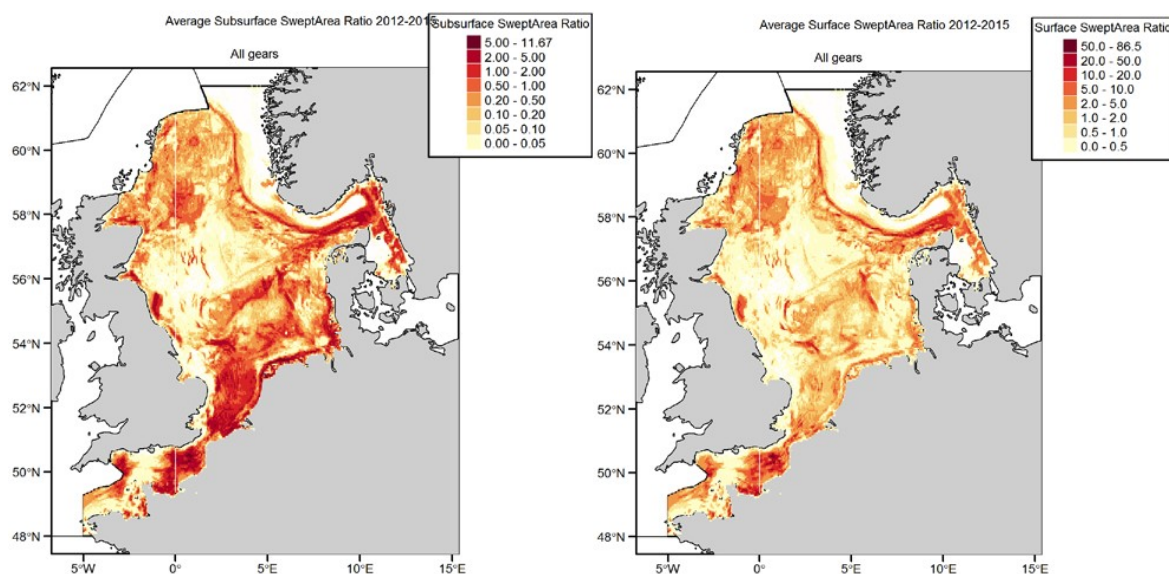 Average Subsurface SweptArea Ratio 2012-2015
Subsurface SweptArea Ratio
5.00 - 11.67
2.00 - 5.00
1.00 - 2.00
0.50 - 1.00
0.20 - 0.50
0.10 - 0.20
0.05 - 0.10
0.00 - 0.05
All gears
62°N
60°N
58°N
56°N
54°N
52°N
50°N
48°N
5°W
0°
5°E
10°E
15°E
Average Surface SweptArea Ratio 2012-2015
Surface SweptArea Ratio
50.0 - 86.5
20.0 - 50.0
10.0 - 20.0
5.0 - 10.0
2.0 - 5.0
1.0 - 2.0
0.5 - 1.0
0.0 - 0.5
All gears
62°N
60°N
58°N
56°N
54°N
52°N
50°N
48°N
5°W
0°
5°E
10°E
15°E